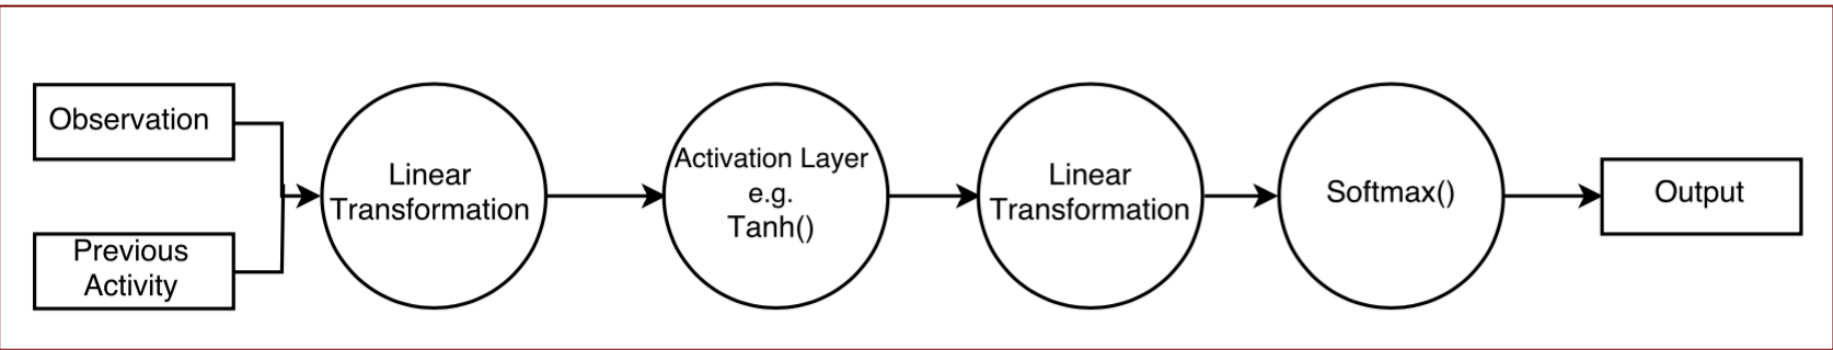 Observation
Previous
Activity
Linear
Transformation
Activation Layer
e.g.
Tanh()
Linear
Transformation
Softmax()
Output